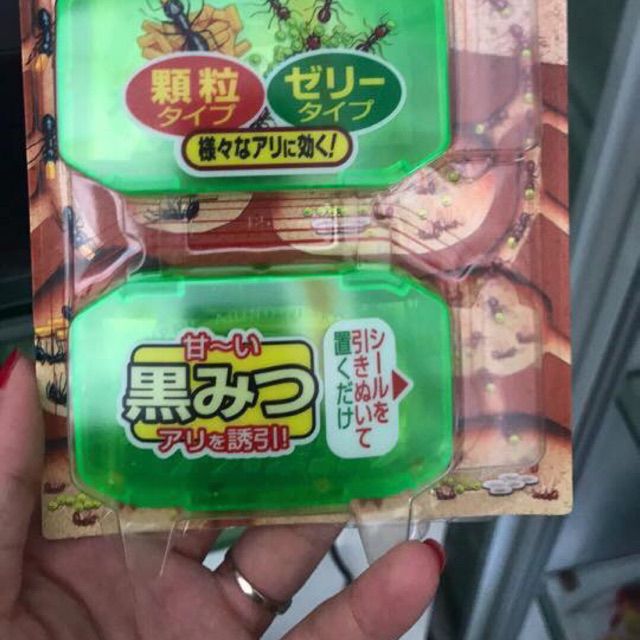 顆粒
タイプ
ゼリー
タイプ
様々なアリに効く!
甘〜い
黒みつ
アリを誘引!
シールを
引きぬいて
置くだけ